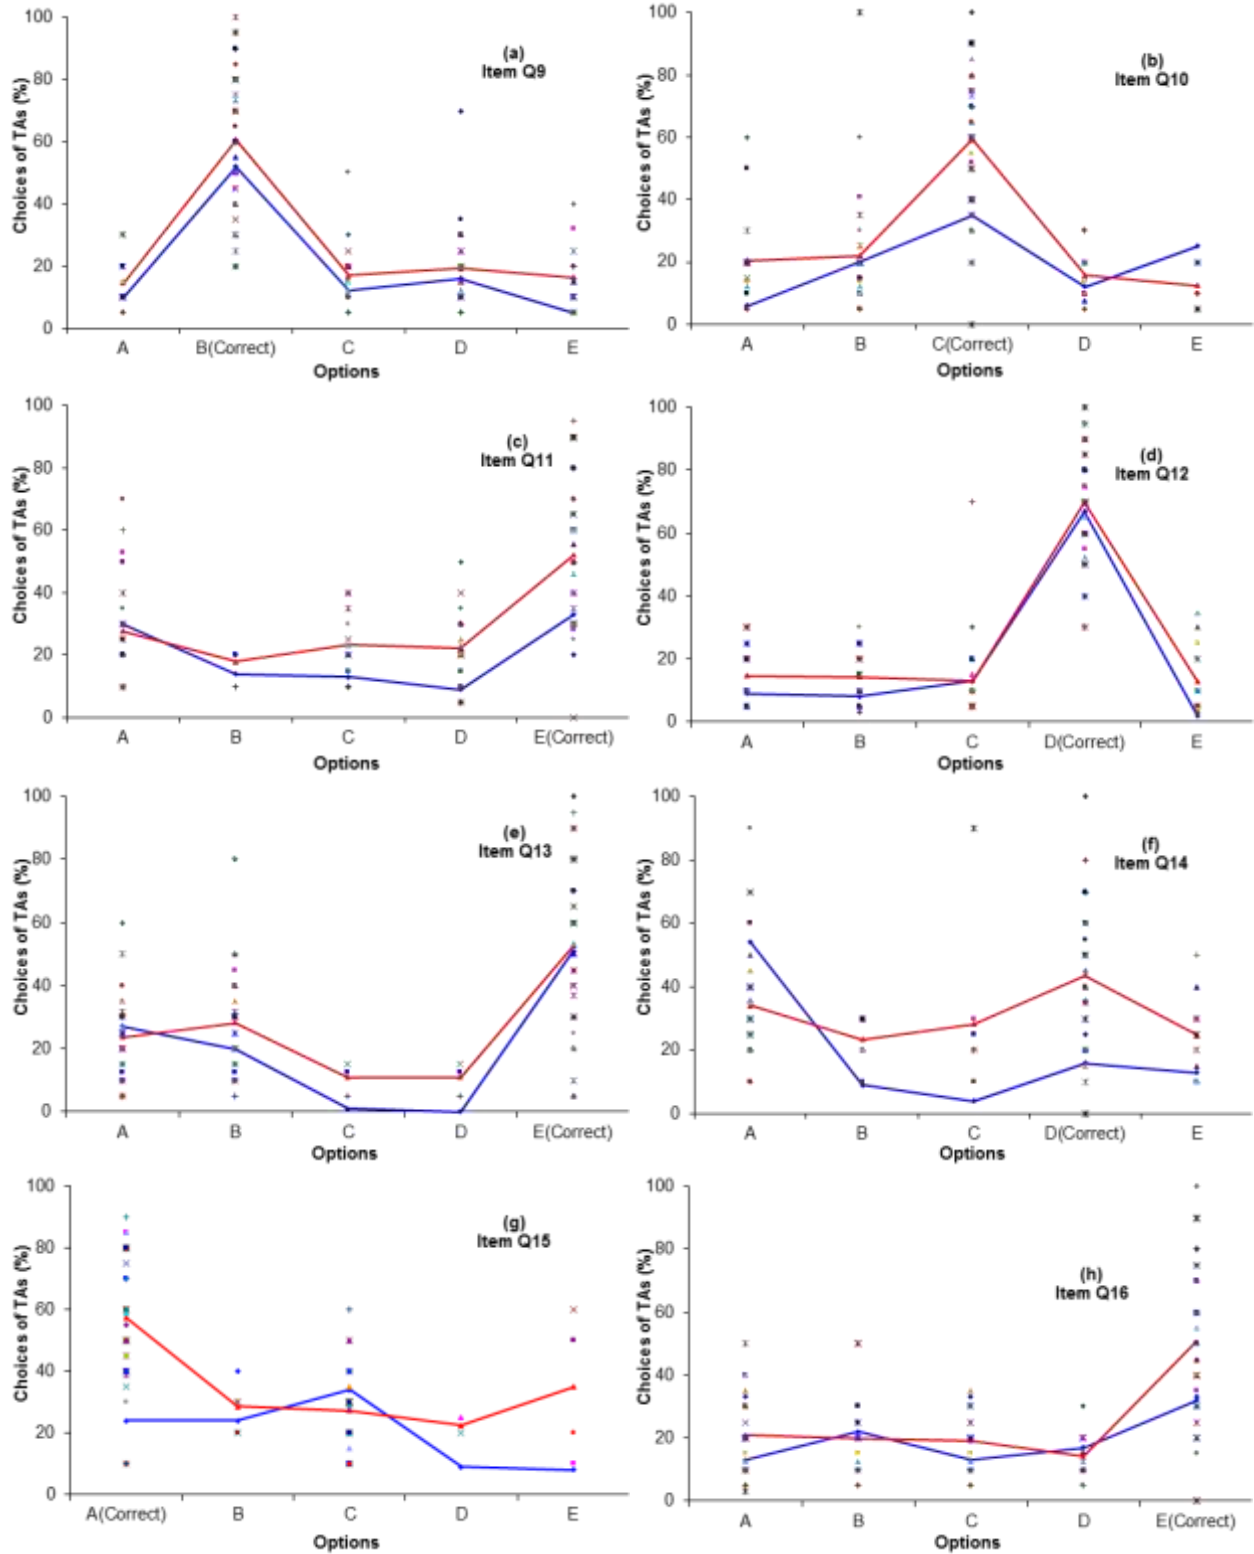 (a)
Item Q9
Choices of TAs (%)
100
80
60
40
20
0
A B(Correct) C D E
Options
(b)
Item Q10
Choices of TAs (%)
100
80
60
40
20
0
A B C(Correct) D E
Options
(c)
Item Q11
Choices of TAs (%)
100
80
60
40
20
0
A B C D E(Correct)
Options
(d)
Item Q12
Choices of TAs (%)
100
80
60
40
20
0
A B C D(Correct) E
Options
(e)
Item Q13
Choices of TAs (%)
100
80
60
40
20
0
A B C D E(Correct)
Options
(f)
Item Q14
Choices of TAs (%)
100
80
60
40
20
0
A B C D(Correct) E
Options
(g)
Item Q15
Choices of TAs (%)
100
80
60
40
20
0
A(Correct) B C D E
Options
(h)
Item Q16
Choices of TAs (%)
100
80
60
40
20
0
A B C D E(Correct)
Options